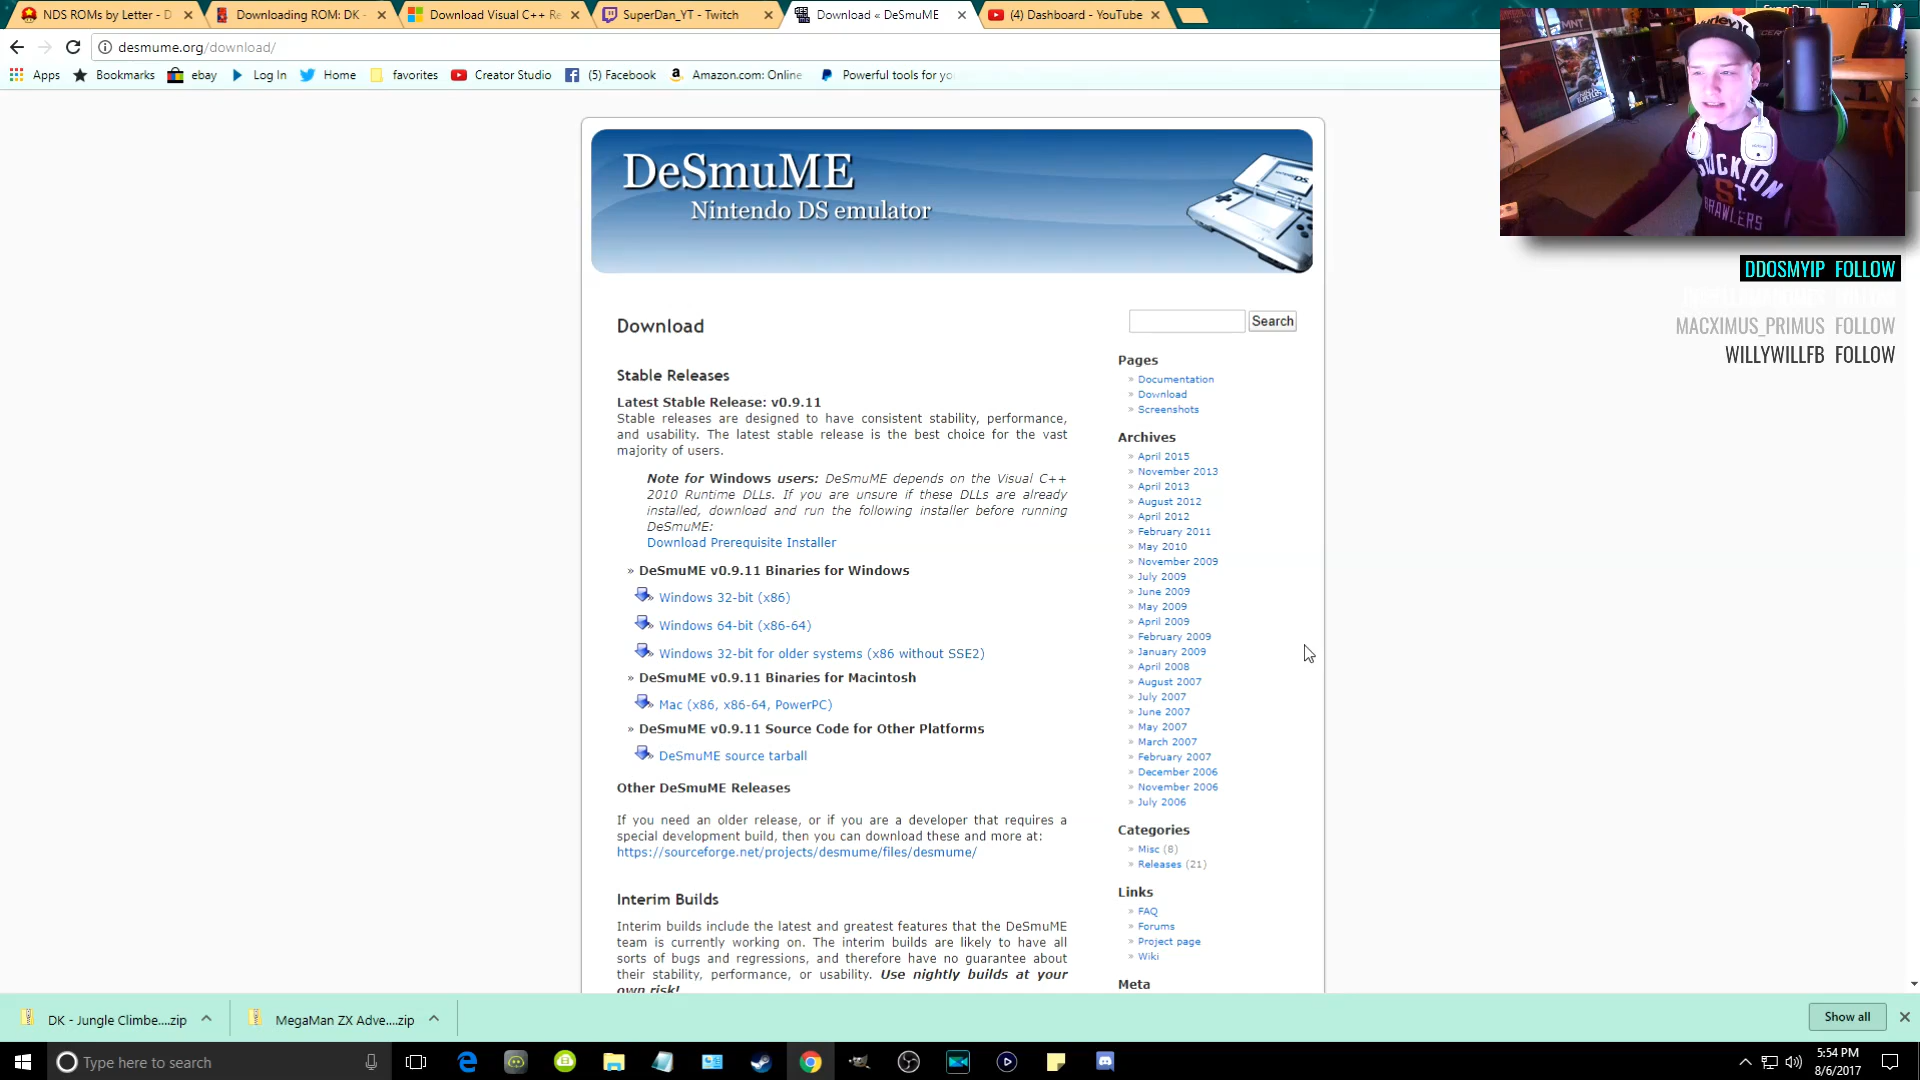 NDS ROMs by Letter - D
Downloading ROM: DK -
Download Visual C++ Re
SuperDan_YT - Twitch
Download « DeSmuME
(4) Dashboard - YouTube
desmume.org/download/
Apps
Bookmarks
ebay
Log In
Home
favorites
Creator Studio
(5) Facebook
Amazon.com: Online
Powerful tools for yo
DeSmuME
Nintendo DS emulator
DDOSMYIP FOLLOW
MACXIMUS_PRIMUS FOLLOW
WILLYWILLFB FOLLOW
Download
Search
Stable Releases
Latest Stable Release: v0.9.11
Stable releases are designed to have consistent stability, performance,
and usability. The latest stable release is the best choice for the vast
majority of users.
Note for Windows users: DeSmuME depends on the Visual C++
2010 Runtime DLLs. If you are unsure if these DLLs are already
installed, download and run the following installer before running
DeSmuME:
Download Prerequisite Installer
» DeSmuME v0.9.11 Binaries for Windows
» Windows 32-bit (x86)
» Windows 64-bit (x86-64)
» Windows 32-bit for older systems (x86 without SSE2)
» DeSmuME v0.9.11 Binaries for Macintosh
» Mac (x86, x86-64, PowerPC)
» DeSmuME v0.9.11 Source Code for Other Platforms
» DeSmuME source tarball
Other DeSmuME Releases
If you need an older release, or if you are a developer that requires a
special development build, then you can download these and more at:
https://sourceforge.net/projects/desmume/files/desmume/
Interim Builds
Interim builds include the latest and greatest features that the DeSmuME
team is currently working on. The interim builds are likely to have all
sorts of bugs and regressions, and therefore have no guarantee about
their stability, performance, or usability. Use nightly builds at your
own risk!
Pages
» Documentation
» Download
» Screenshots
Archives
» April 2015
» November 2013
» April 2013
» August 2012
» April 2012
» February 2011
» May 2010
» November 2009
» July 2009
» June 2009
» May 2009
» April 2009
» February 2009
» January 2009
» April 2008
» August 2007
» July 2007
» June 2007
» May 2007
» March 2007
» February 2007
» December 2006
» November 2006
» July 2006
Categories
» Misc (8)
» Releases (21)
Links
» FAQ
» Forums
» Project page
» Wiki
Meta
DK - Jungle Climbe....zip
MegaMan ZX Adve....zip
Show all
Type here to search
5:54 PM
8/6/2017